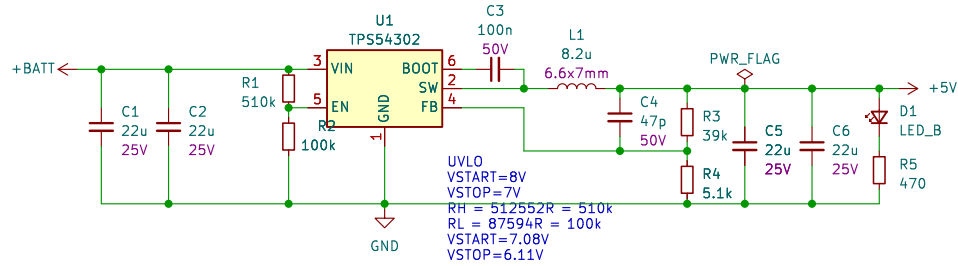 U1
TPS54302
+BATT
3
VIN
BOOT
6
2
SW
5
EN
FB
4
GND
1
C1
22u
25V
C2
22u
25V
R1
510k
R2
100k
C3
100n
50V
L1
8.2u
6.6x7mm
C4
47p
50V
R3
39k
R4
5.1k
PWR_FLAG
C5
22u
25V
C6
22u
25V
+5V
D1
LED_B
R5
470
GND
UVLO
VSTART=8V
VSTOP=7V
RH = 512552R = 510k
RL = 87594R = 100k
VSTART=7.08V
VSTOP=6.11V